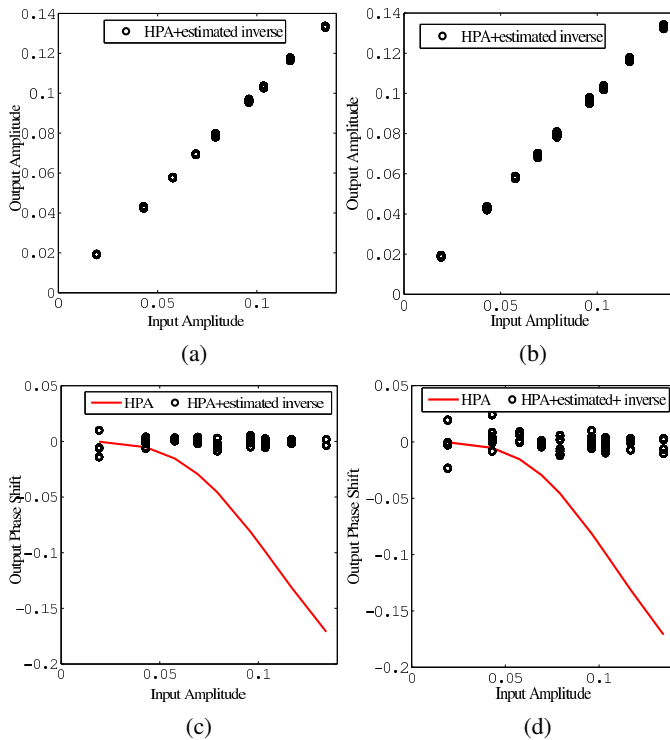 0.14
0.12
0.1
0.08
0.06
0.04
0.02
0
Output Amplitude
HPA+estimated inverse
0
0.05
0.1
Input Amplitude
(a)
0.14
0.12
0.1
0.08
0.06
0.04
0.02
0
Output Amplitude
HPA+estimated inverse
0
0.05
0.1
Input Amplitude
(b)
0.05
0
−0.05
−0.1
−0.15
−0.2
Output Phase Shift
HPA
HPA+estimated inverse
0
0.05
0.1
Input Amplitude
(c)
0.05
0
−0.05
−0.1
−0.15
−0.2
Output Phase Shift
HPA
HPA+estimated+ inverse
0
0.05
0.1
Input Amplitude
(d)